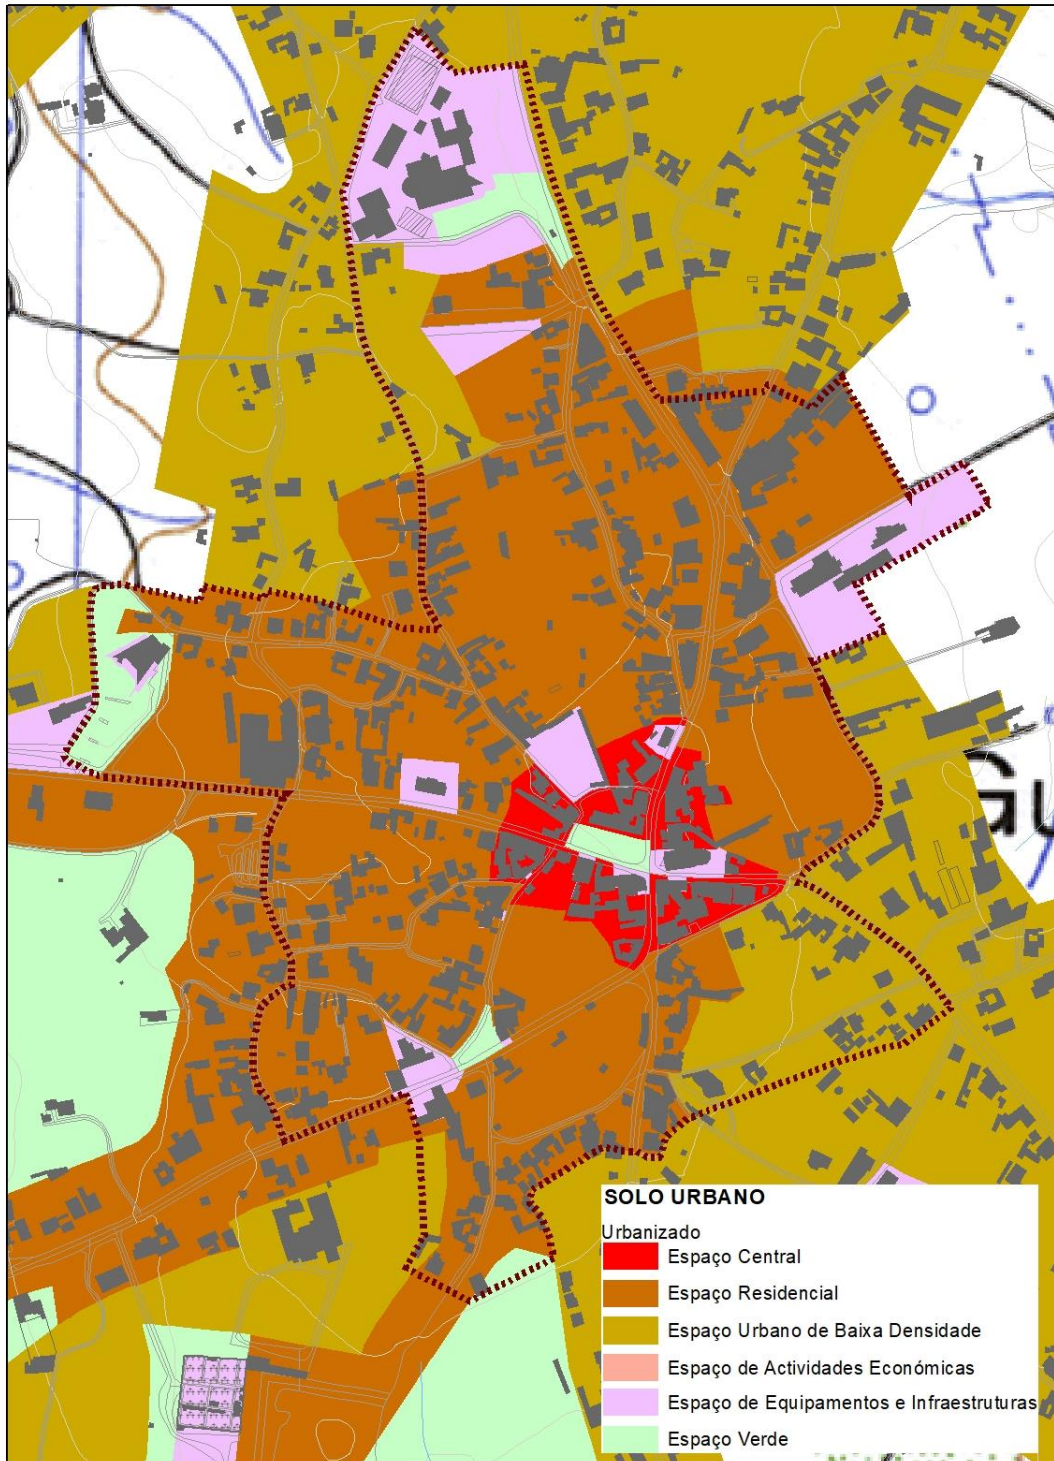 SOLO URBANO
Urbanizado
Espaço Central
Espaço Residencial
Espaço Urbano de Baixa Densidade
Espaço de Actividades Económicas
Espaço de Equipamentos e Infraestruturas
Espaço Verde